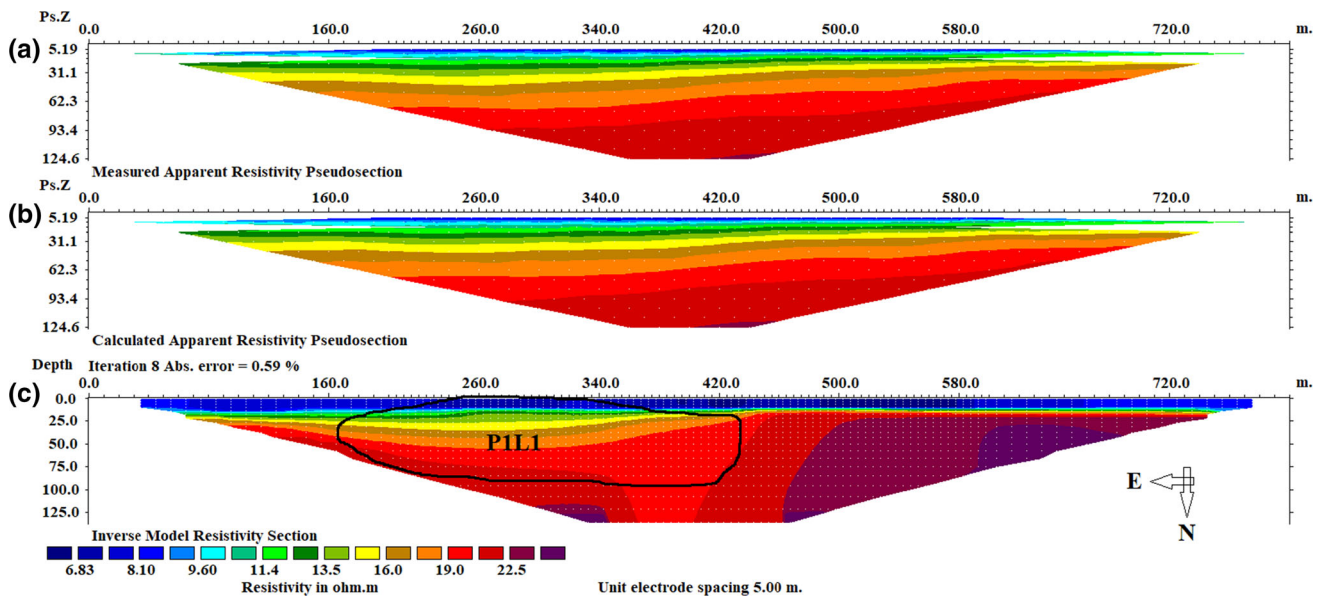 Ps.Z 0.0 160.0 260.0 340.0 420.0 500.0 580.0 720.0 m.
(a)
5.19
31.1
62.3
93.4
124.6
Measured Apparent Resistivity Pseudosection
Ps.Z 0.0 160.0 260.0 340.0 420.0 500.0 580.0 720.0 m.
(b)
5.19
31.1
62.3
93.4
124.6
Calculated Apparent Resistivity Pseudosection
Depth Iteration 8 Abs. error = 0.59 %
0.0 160.0 260.0 340.0 420.0 500.0 580.0 720.0 m.
(c)
0.0
25.0
50.0
75.0
100.0
125.0
P1L1
E
N
Inverse Model Resistivity Section
6.83 8.10 9.60 11.4 13.5 16.0 19.0 22.5
Resistivity in ohm.m Unit electrode spacing 5.00 m.